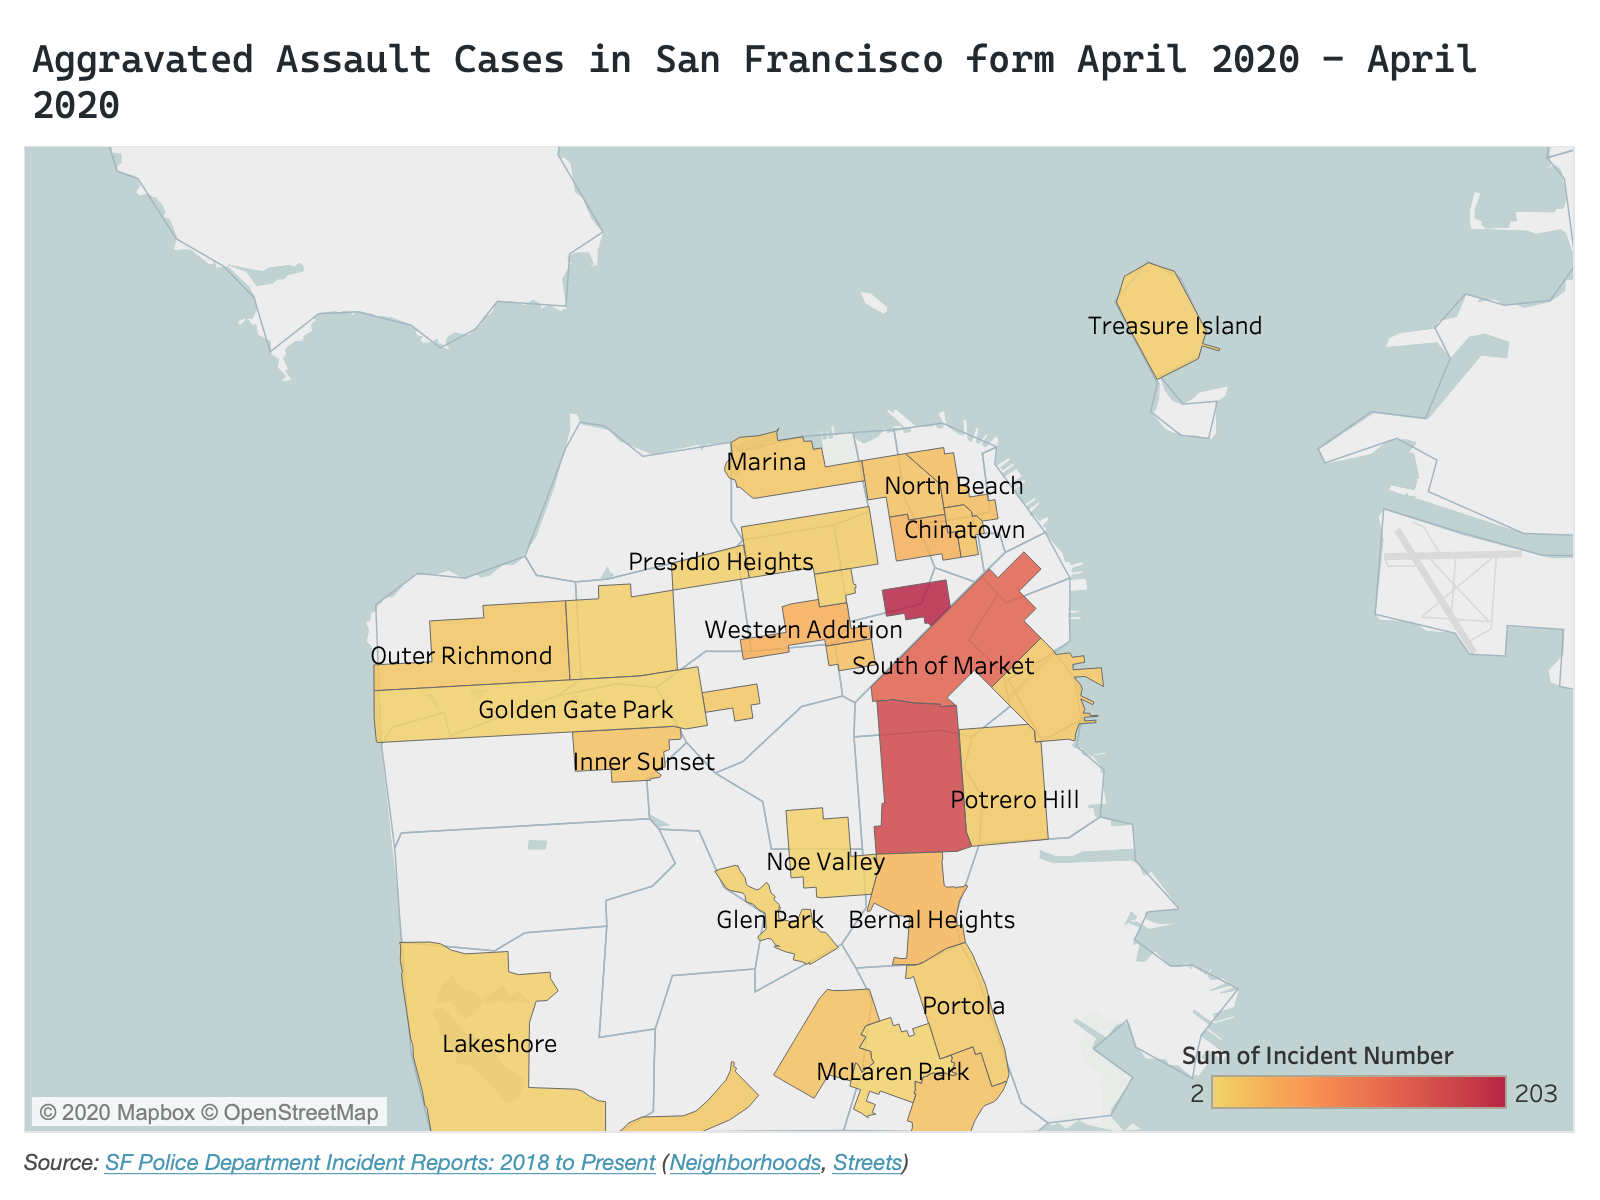 Aggravated Assault Cases in San Francisco form April 2020 - April
2020
Treasure Island
Marina
North Beach
Chinatown
Presidio Heights
Western Addition
Outer Richmond
South of Market
Golden Gate Park
Inner Sunset
Potrero Hill
Noe Valley
Glen Park
Bernal Heights
Portola
Lakeshore
McLaren Park
Sum of Incident Number
2
203
© 2020 Mapbox © OpenStreetMap
Source: SF Police Department Incident Reports: 2018 to Present (Neighborhoods, Streets)